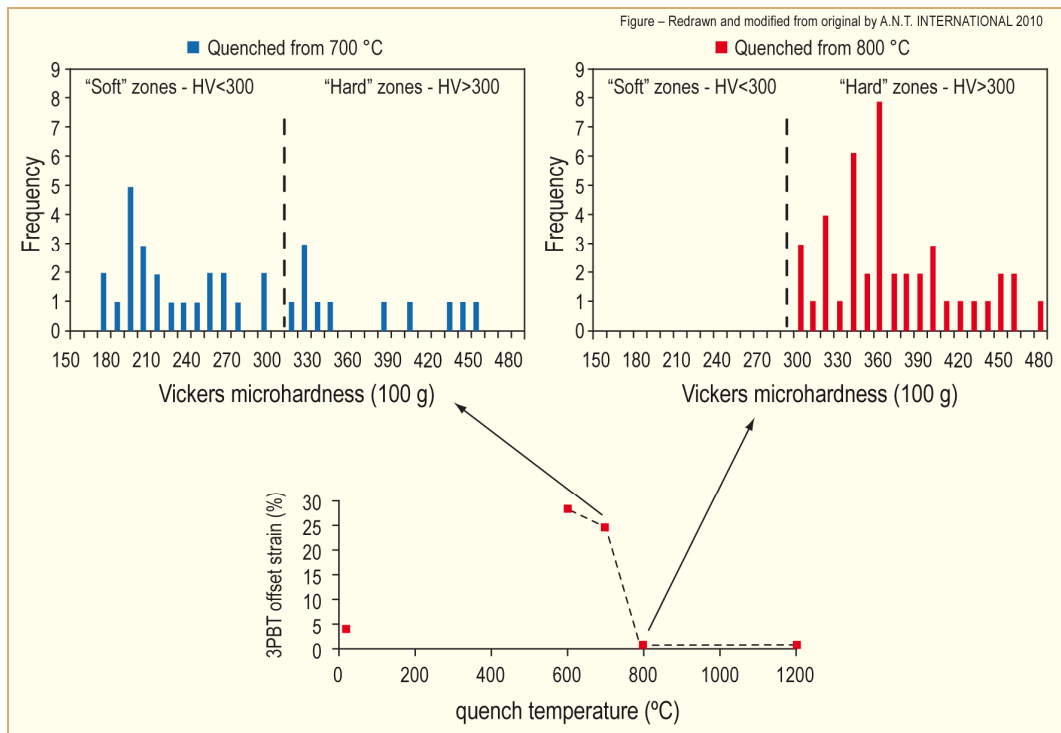 Figure – Redrawn and modified from original by A.N.T. INTERNATIONAL 2010
Quenched from 700 °C
9
8
7
6
5
4
3
2
1
0
Frequency
“Soft” zones - HV<300
“Hard” zones - HV>300
150 180 210 240 270 300 330 360 390 420 450 480
Vickers microhardness (100 g)
Quenched from 800 °C
9
8
7
6
5
4
3
2
1
0
Frequency
“Soft” zones - HV<300
“Hard” zones - HV>300
150 180 210 240 270 300 330 360 390 420 450 480
Vickers microhardness (100 g)
30
25
20
15
10
5
0
3PBT offset strain (%)
0 200 400 600 800 1000 1200
quench temperature (ºC)